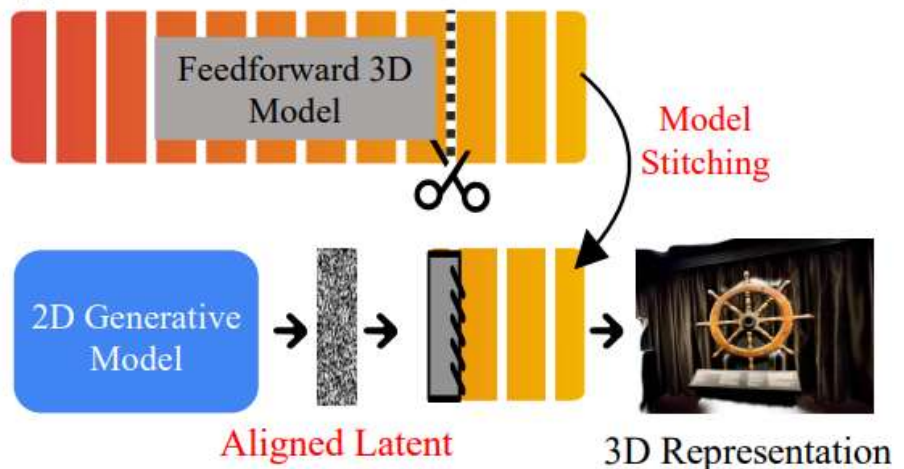 Feedforward 3D
Model
Model
Stitching
2D Generative
Model
Aligned Latent
3D Representation